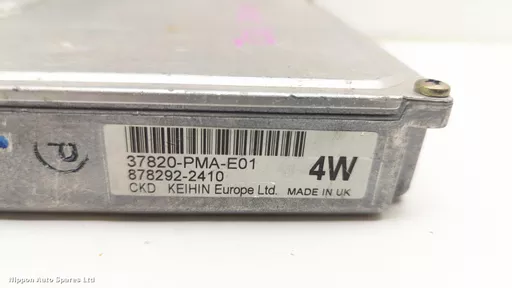 37820-PMA-E01
878292-2410
4W
CKD KEIHIN Europe Ltd. MADE IN UK
P
Nippon Auto Spares Ltd